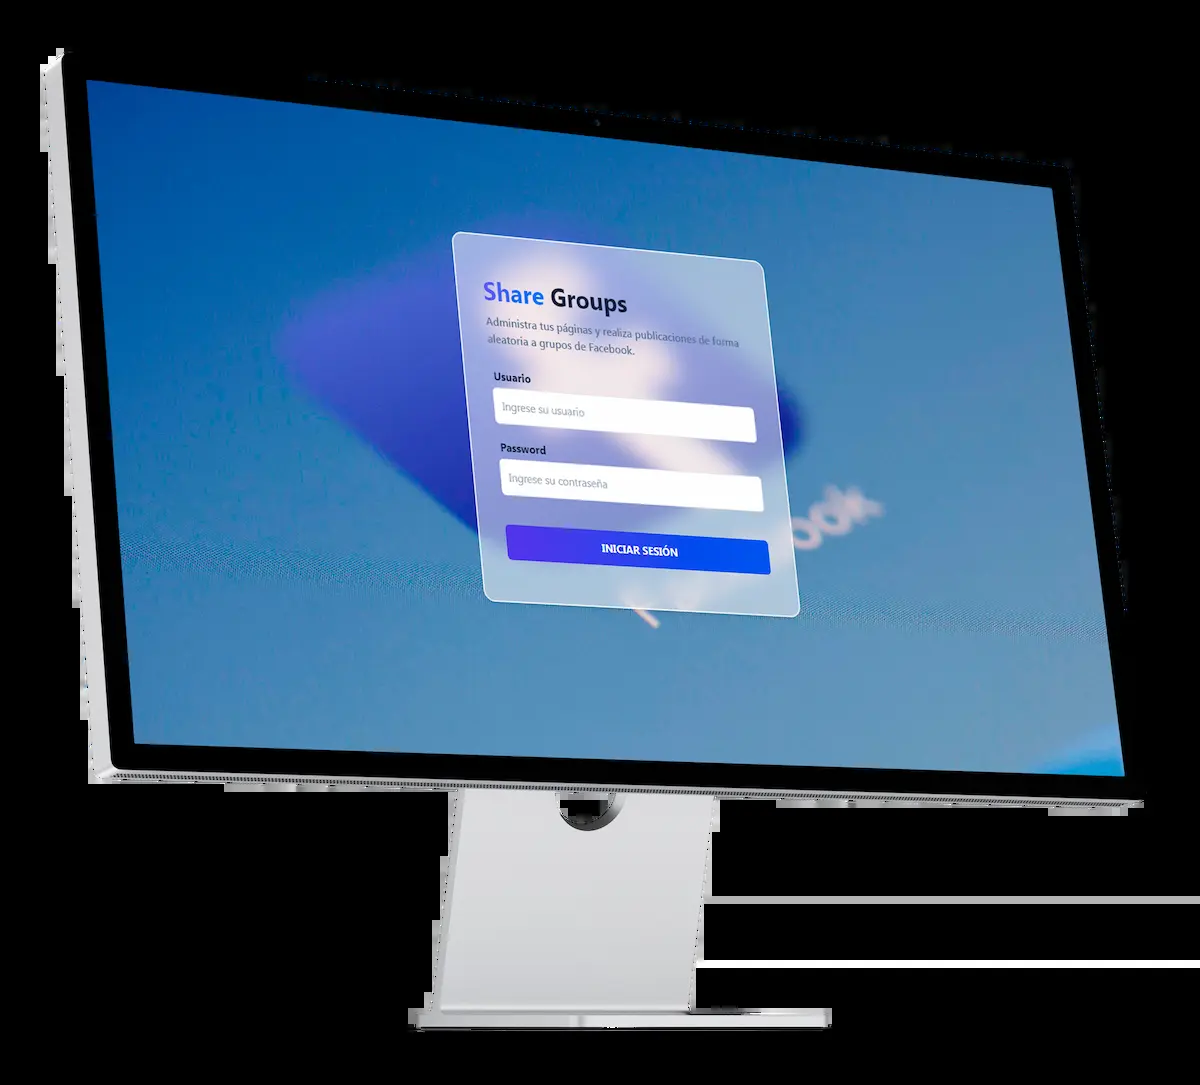 Share Groups
Administra tus páginas y realiza publicaciones de forma
aleatoria a grupos de Facebook.
Usuario
Ingrese su usuario
Password
Ingrese su contraseña
ook
INICIAR SESIÓN